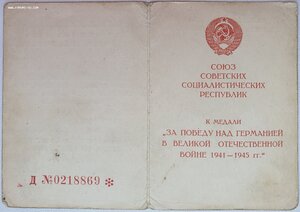 Д №0218869
СОЮЗ
СОВЕТСКИХ
СОЦИАЛИСТИЧЕСКИХ
РЕСПУБЛИК
К МЕДАЛИ
„ЗА ПОБЕДУ НАД ГЕРМАНИЕЙ
В ВЕЛИКОЙ ОТЕЧЕСТВЕННОЙ
ВОЙНЕ 1941—1945 гг.“